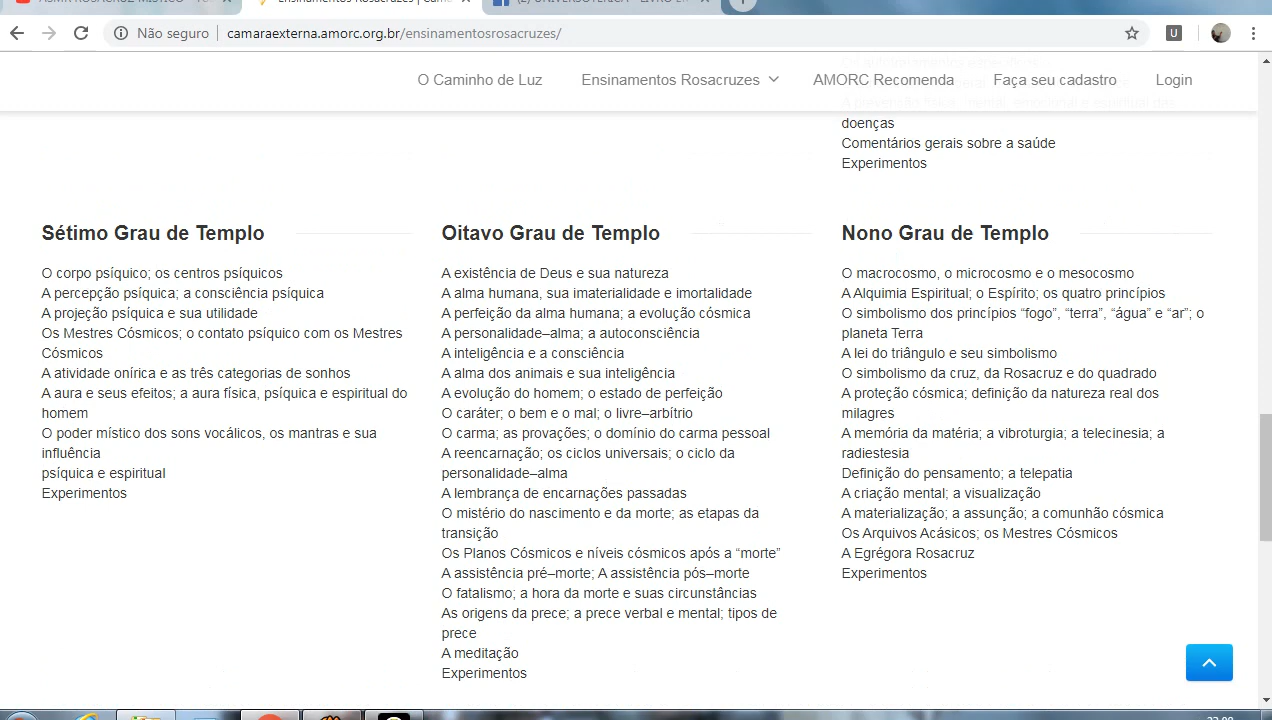 Não seguro
camaraexterna.amorc.org.br/ensinamentosrosacruzes/
U
O Caminho de Luz
Ensinamentos Rosacruzes
AMORC Recomenda
Faça seu cadastro
Login
doenças
Comentários gerais sobre a saúde
Experimentos
Sétimo Grau de Templo
O corpo psíquico; os centros psíquicos
A percepção psíquica; a consciência psíquica
A projeção psíquica e sua utilidade
Os Mestres Cósmicos; o contato psíquico com os Mestres
Cósmicos
A atividade onírica e as três categorias de sonhos
A aura e seus efeitos; a aura física, psíquica e espiritual do
homem
O poder místico dos sons vocálicos, os mantras e sua
influência
psíquica e espiritual
Experimentos
Oitavo Grau de Templo
A existência de Deus e sua natureza
A alma humana, sua imaterialidade e imortalidade
A perfeição da alma humana; a evolução cósmica
A personalidade–alma; a autoconsciência
A inteligência e a consciência
A alma dos animais e sua inteligência
A evolução do homem; o estado de perfeição
O caráter; o bem e o mal; o livre–arbítrio
O carma; as provações; o domínio do carma pessoal
A reencarnação; os ciclos universais; o ciclo da
personalidade–alma
A lembrança de encarnações passadas
O mistério do nascimento e da morte; as etapas da
transição
Os Planos Cósmicos e níveis cósmicos após a “morte”
A assistência pré–morte; A assistência pós–morte
O fatalismo; a hora da morte e suas circunstâncias
As origens da prece; a prece verbal e mental; tipos de
prece
A meditação
Experimentos
Nono Grau de Templo
O macrocosmo, o microcosmo e o mesocosmo
A Alquimia Espiritual; o Espírito; os quatro princípios
O simbolismo dos princípios “fogo”, “terra”, “água” e “ar”; o
planeta Terra
A lei do triângulo e seu simbolismo
O simbolismo da cruz, da Rosacruz e do quadrado
A proteção cósmica; definição da natureza real dos
milagres
A memória da matéria; a vibroturgia; a telecinesia; a
radiestesia
Definição do pensamento; a telepatia
A criação mental; a visualização
A materialização; a assunção; a comunhão cósmica
Os Arquivos Acásicos; os Mestres Cósmicos
A Egrégora Rosacruz
Experimentos